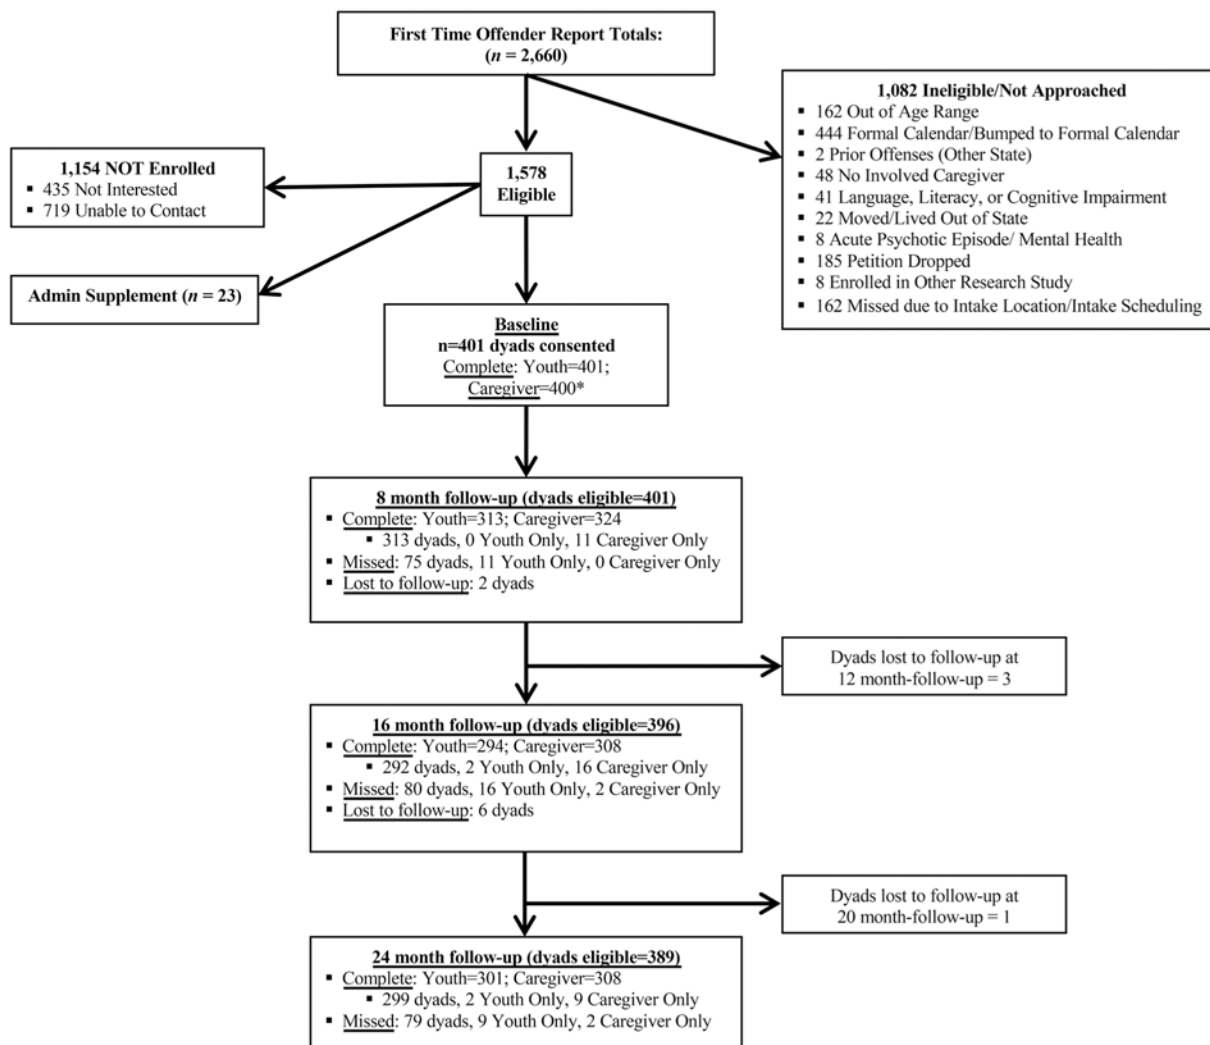 First Time Offender Report Totals:
(n = 2,660)
1,082 Ineligible/Not Approached
▪ 162 Out of Age Range
▪ 444 Formal Calendar/Bumped to Formal Calendar
▪ 2 Prior Offenses (Other State)
▪ 48 No Involved Caregiver
▪ 41 Language, Literacy, or Cognitive Impairment
▪ 22 Moved/Lived Out of State
▪ 8 Acute Psychotic Episode/ Mental Health
▪ 185 Petition Dropped
▪ 8 Enrolled in Other Research Study
▪ 162 Missed due to Intake Location/Intake Scheduling
1,154 NOT Enrolled
▪ 435 Not Interested
▪ 719 Unable to Contact
1,578
Eligible
Admin Supplement (n = 23)
Baseline
n=401 dyads consented
Complete: Youth=401;
Caregiver=400*
8 month follow-up (dyads eligible=401)
▪ Complete: Youth=313; Caregiver=324
▪ 313 dyads, 0 Youth Only, 11 Caregiver Only
▪ Missed: 75 dyads, 11 Youth Only, 0 Caregiver Only
▪ Lost to follow-up: 2 dyads
Dyads lost to follow-up at
12 month-follow-up = 3
16 month follow-up (dyads eligible=396)
▪ Complete: Youth=294; Caregiver=308
▪ 292 dyads, 2 Youth Only, 16 Caregiver Only
▪ Missed: 80 dyads, 16 Youth Only, 2 Caregiver Only
▪ Lost to follow-up: 6 dyads
Dyads lost to follow-up at
20 month-follow-up = 1
24 month follow-up (dyads eligible=389)
▪ Complete: Youth=301; Caregiver=308
▪ 299 dyads, 2 Youth Only, 9 Caregiver Only
▪ Missed: 79 dyads, 9 Youth Only, 2 Caregiver Only